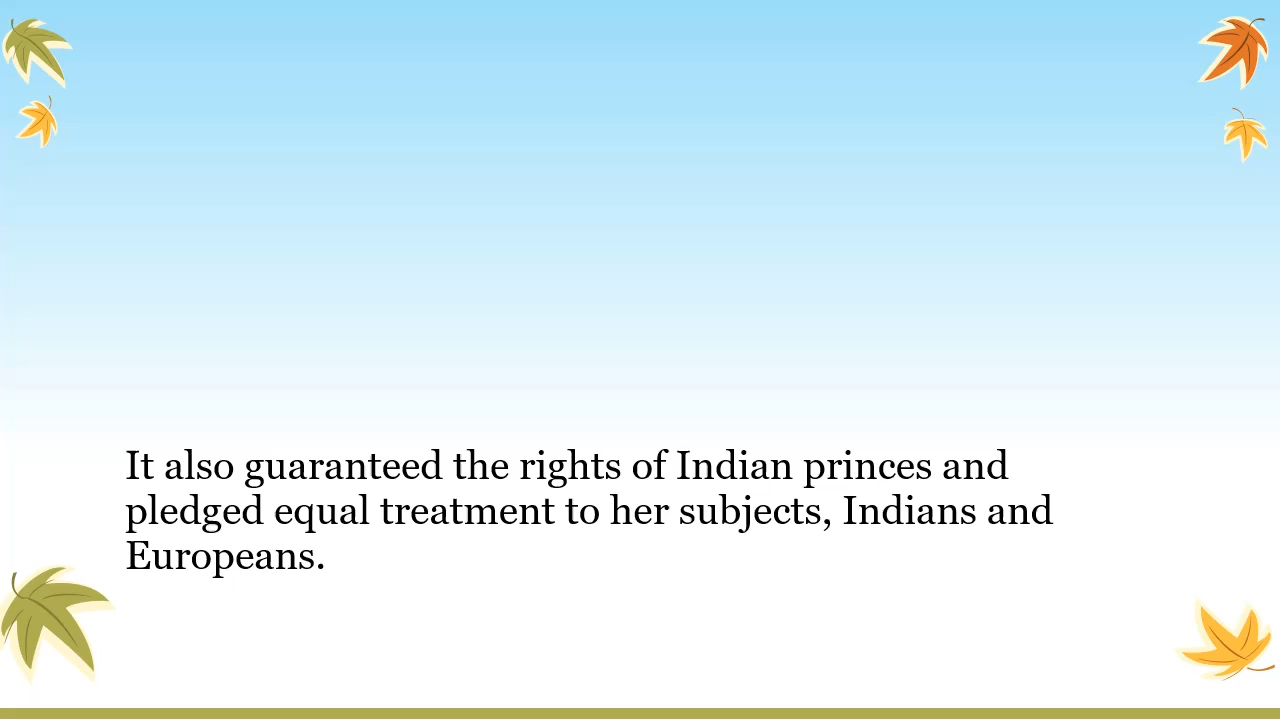 It also guaranteed the rights of Indian princes and
pledged equal treatment to her subjects, Indians and
Europeans.